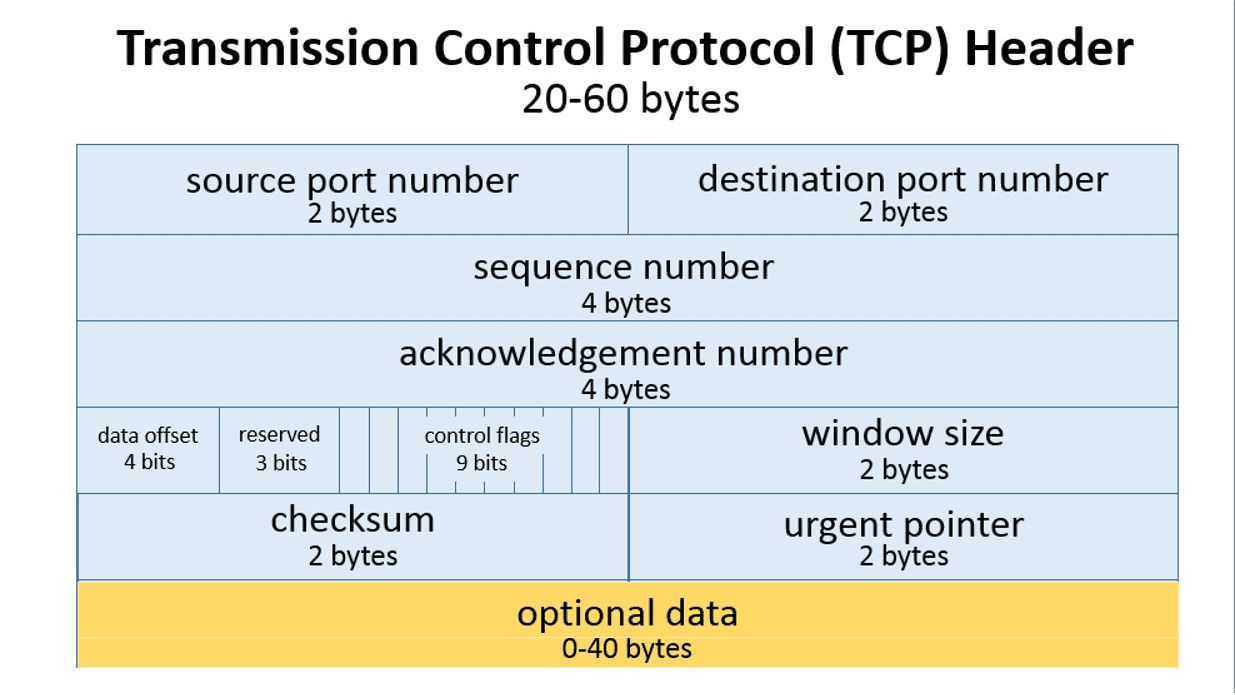 Transmission Control Protocol (TCP) Header
20-60 bytes
source port number
2 bytes
destination port number
2 bytes
sequence number
4 bytes
acknowledgement number
4 bytes
data offset
4 bits
reserved
3 bits
control flags
9 bits
window size
2 bytes
checksum
2 bytes
urgent pointer
2 bytes
optional data
0-40 bytes